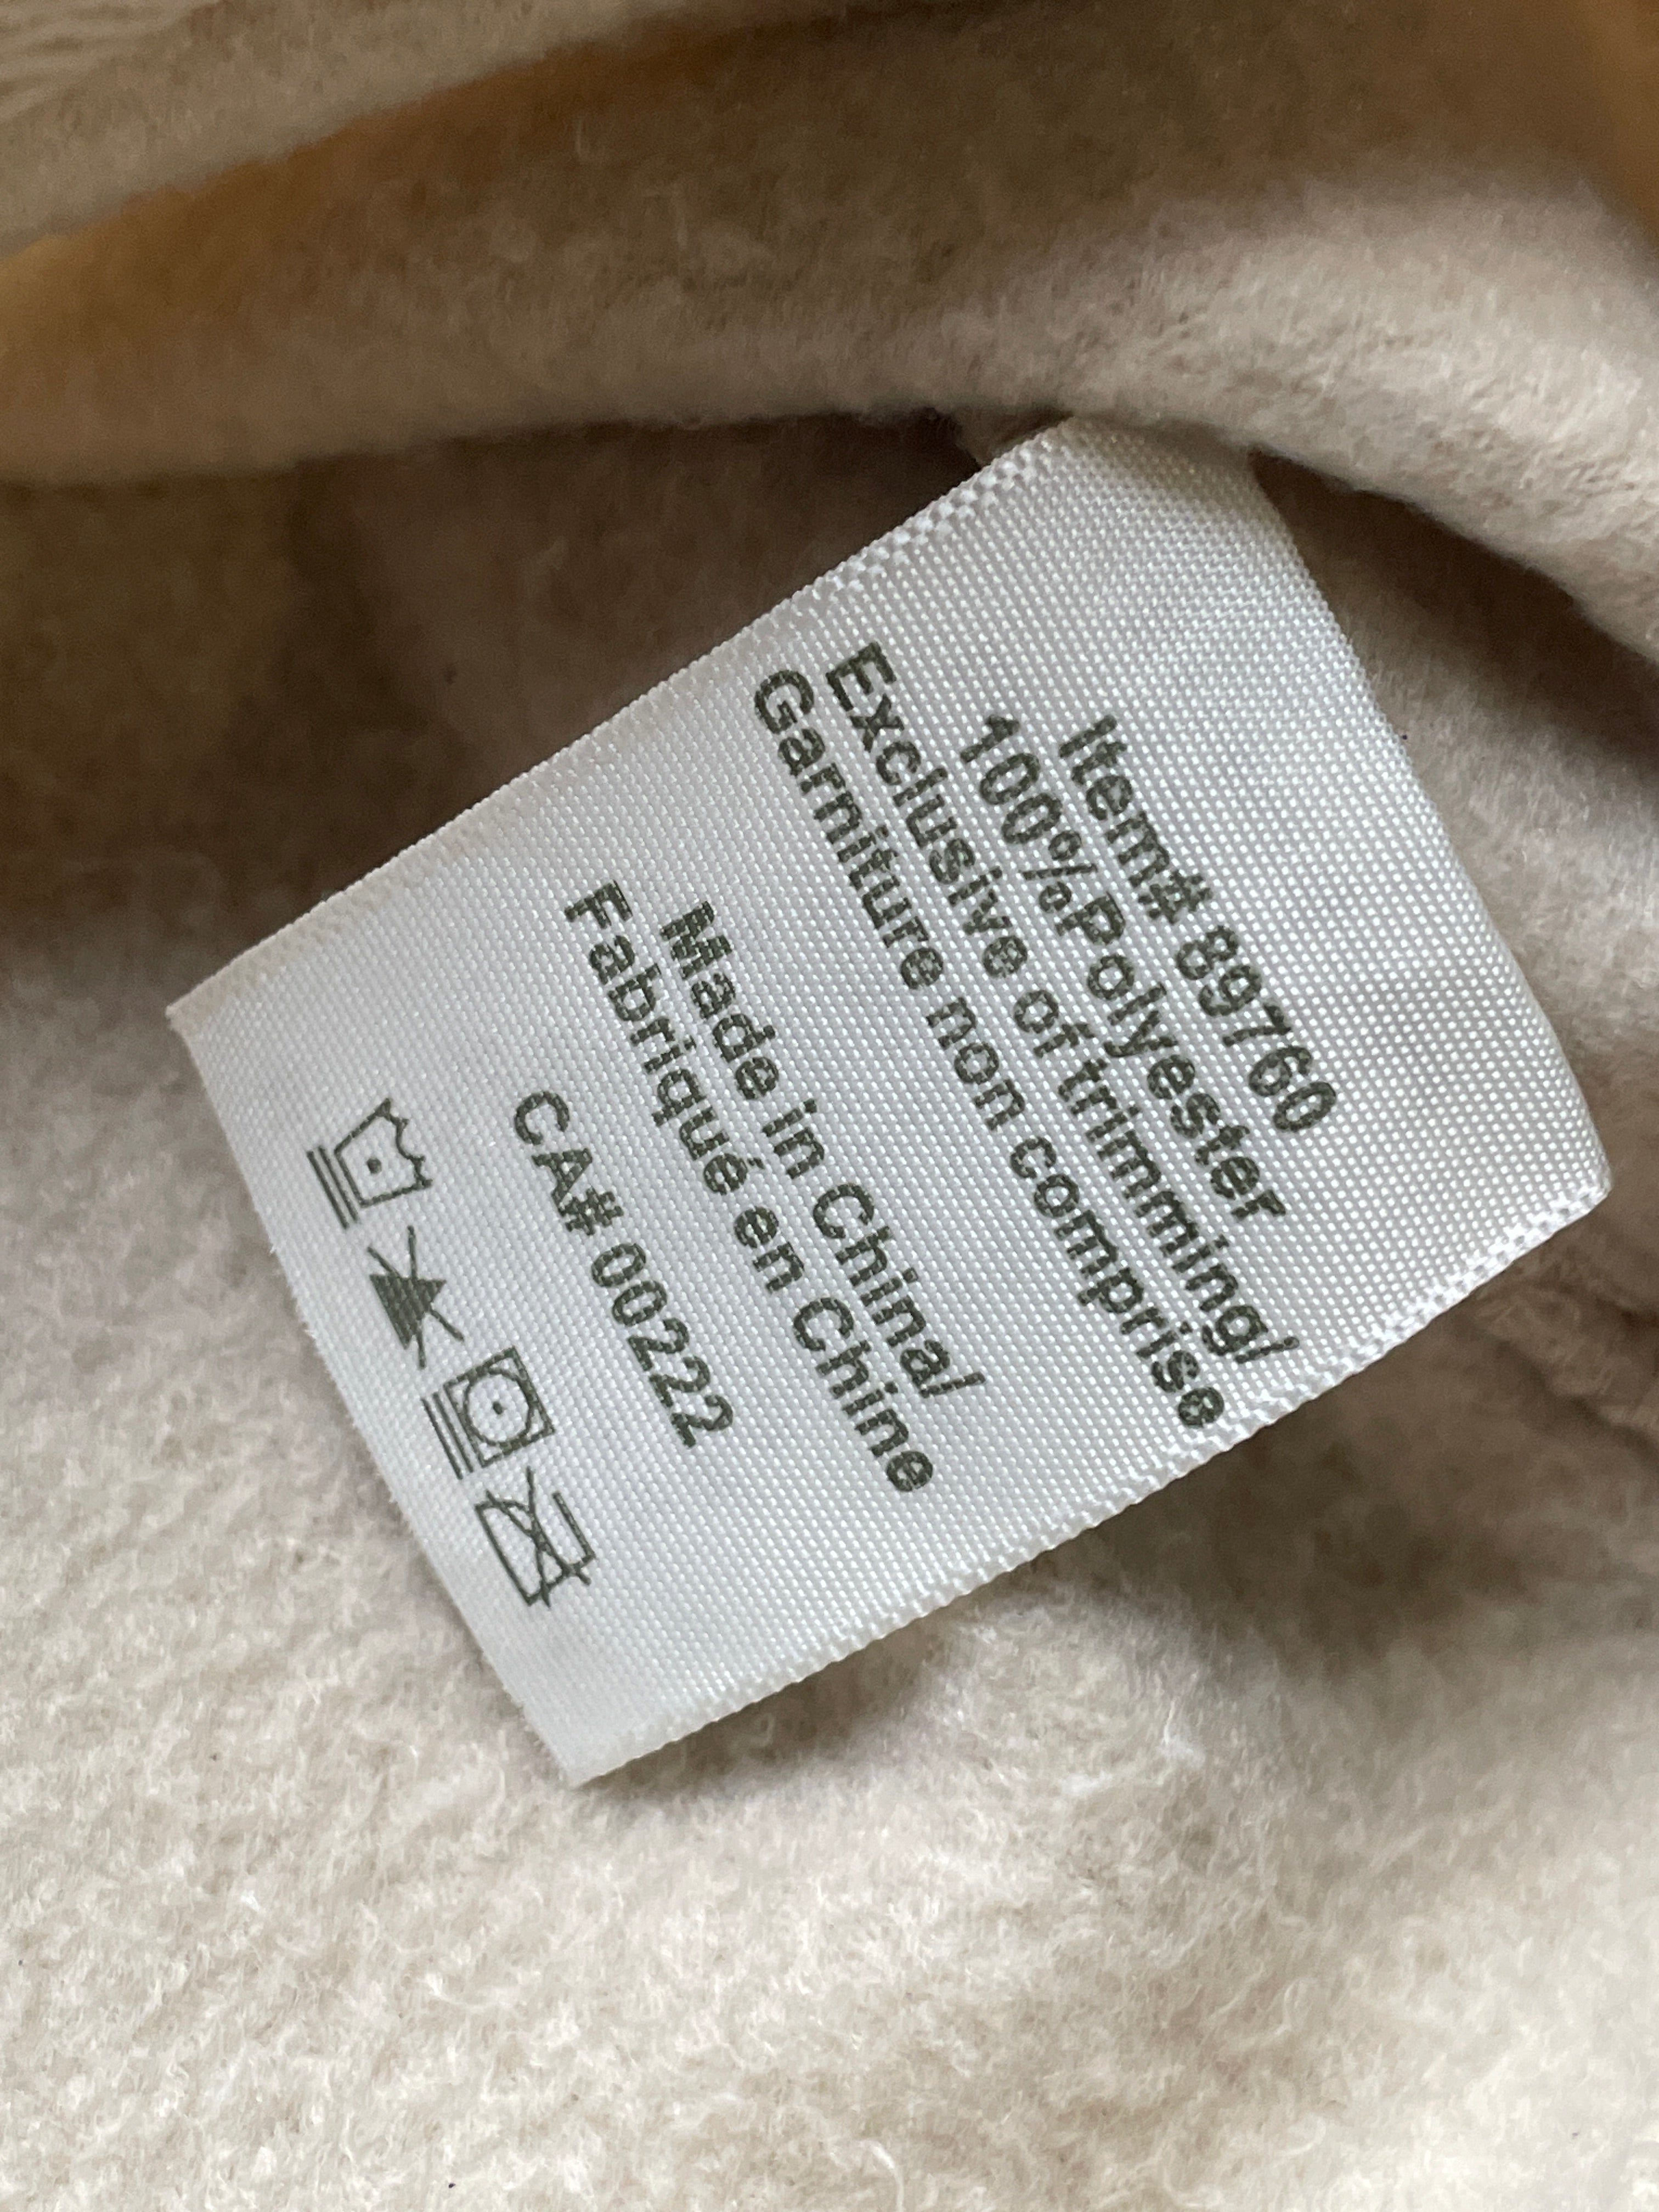 Item# 89760
100%Polyester
Exclusive of trimming/
Garniture non comprise
Made in China/
Fabriqué en Chine
CA# 00222